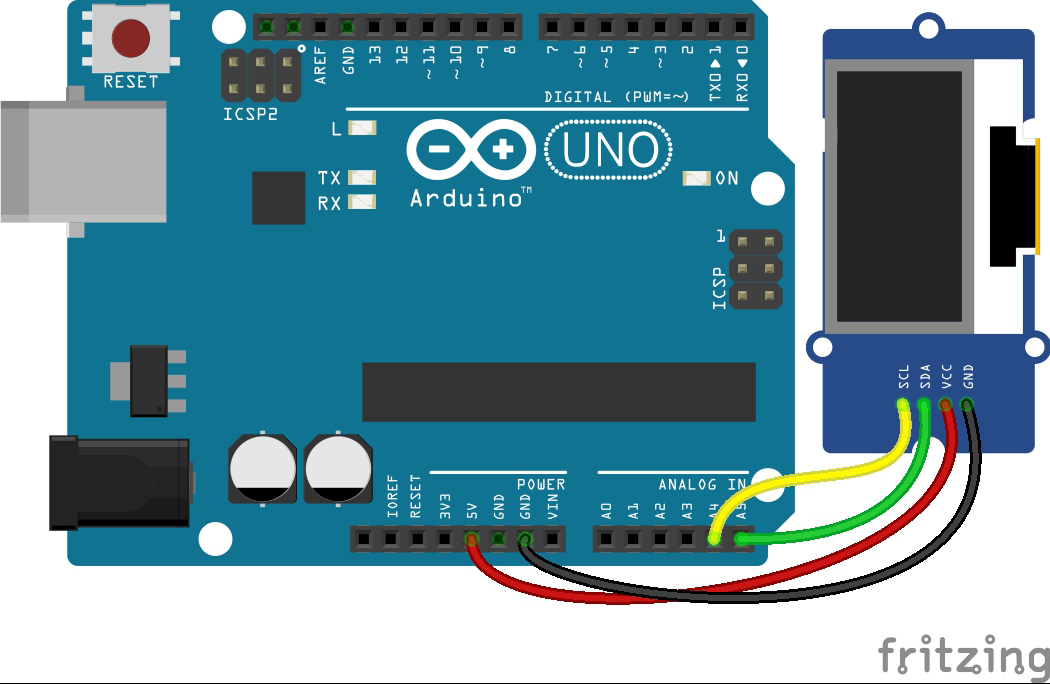 RESET
ICSP2
AREF
GND
13
12
~11
~10
~9
8
7
~6
~5
4
~3
2
TX0▶1
RX0◀0
DIGITAL (PWM=~)
L
TX
RX
Arduino™
UNO
ON
1
ICSP
SCL
SDA
VCC
GND
IOREF
RESET
3V3
5V
GND
GND
VIN
POWER
A0
A1
A2
A3
A4
A5
ANALOG IN
fritzing